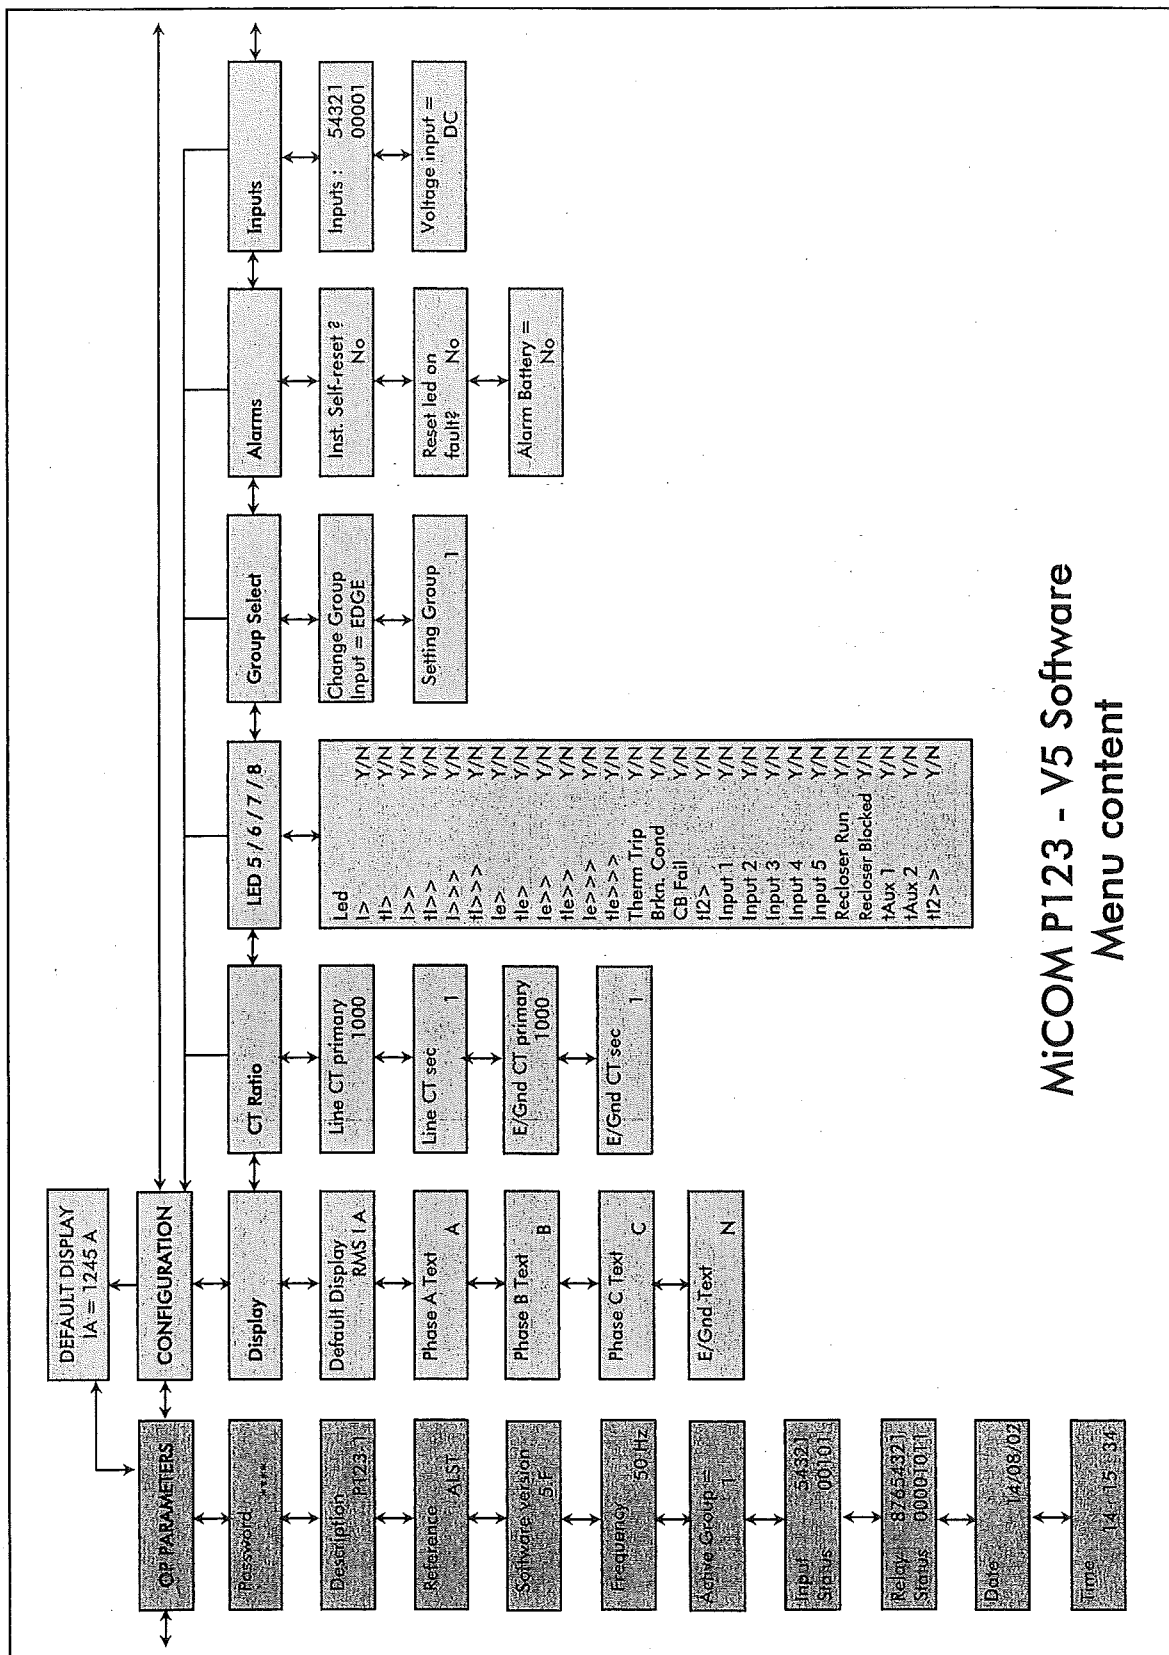 DEFAULT DISPLAY
IA = 1245 A
OP PARAMETERS
CONFIGURATION
Password
****
Description
P123-1
Reference
ALST
Software version
5.F
Frequency
50Hz
Active Group =
1
Input 54321
Status 00101
Relay 87654321
Status 00001011
Date
14/08/02
Time
14 : 15 : 34
Display
Default Display
RMS I A
Phase A Text
A
Phase B Text
B
Phase C Text
C
E/Gnd Text
N
CT Ratio
Line CT primary
1000
Line CT sec
1
E/Gnd CT primary
1000
E/Gnd CT sec
1
LED 5 / 6 / 7 / 8
Led
I> Y/N
tI> Y/N
I>> Y/N
tI>> Y/N
I>>> Y/N
tI>>> Y/N
Ie> Y/N
tIe> Y/N
Ie>> Y/N
tIe>> Y/N
Ie>>> Y/N
tIe>>> Y/N
Therm Trip Y/N
Brkn. Cond Y/N
CB Fail Y/N
tI2> Y/N
Input 1 Y/N
Input 2 Y/N
Input 3 Y/N
Input 4 Y/N
Input 5 Y/N
Recloser Run Y/N
Recloser Blocked Y/N
tAux 1 Y/N
tAux 2 Y/N
tI2>> Y/N
Group Select
Change Group
Input = EDGE
Setting Group
1
Alarms
Inst. Self-reset ?
No
Reset led on
fault? No
Alarm Battery =
No
Inputs
Inputs : 54321
00001
Voltage input =
DC
MiCOM P123 - V5 Software
Menu content